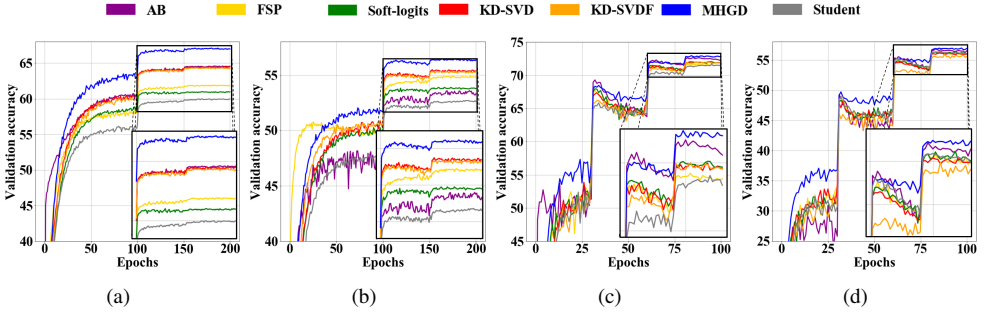 AB FSP Soft-logits KD-SVD KD-SVDF MHGD Student
Validation accuracy
65
60
55
50
45
40
0 50 100 150 200
Epochs
(a)
Validation accuracy
55
50
45
40
0 50 100 150 200
Epochs
(b)
Validation accuracy
75
70
65
60
55
50
45
0 25 50 75 100
Epochs
(c)
Validation accuracy
55
50
45
40
35
30
25
0 25 50 75 100
Epochs
(d)